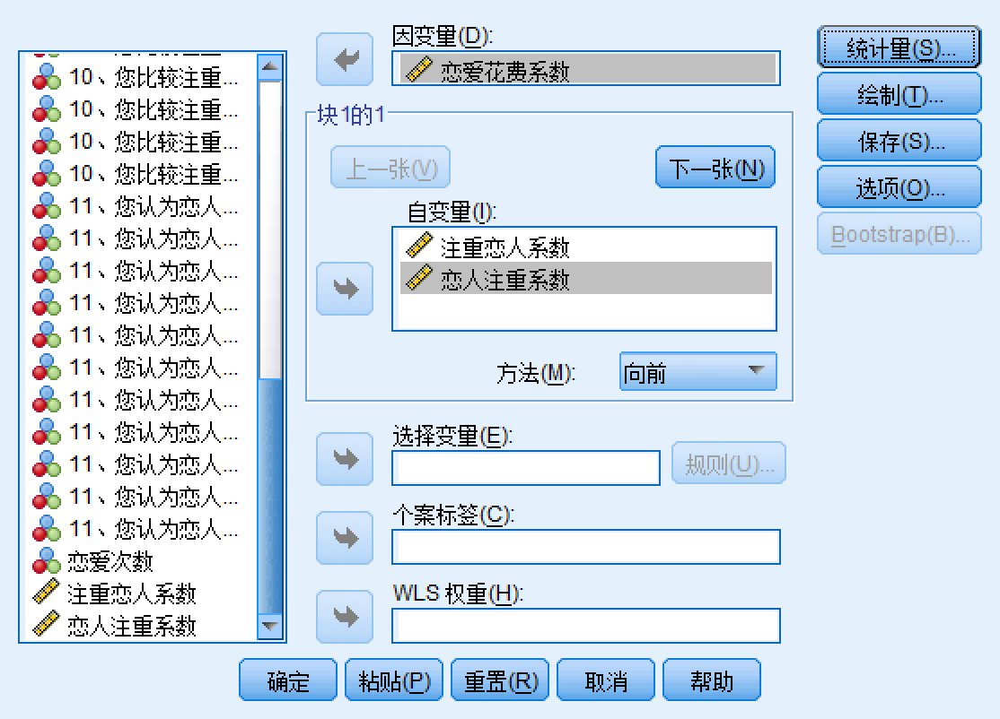 10、您比较注重...
10、您比较注重...
10、您比较注重...
10、您比较注重...
11、您认为恋人...
11、您认为恋人...
11、您认为恋人...
11、您认为恋人...
11、您认为恋人...
11、您认为恋人...
11、您认为恋人...
11、您认为恋人...
11、您认为恋人...
11、您认为恋人...
11、您认为恋人...
恋爱次数
注重恋人系数
恋人注重系数
因变量(D):
恋爱花费系数
块1的1
上一张(V)
下一张(N)
自变量(I):
注重恋人系数
恋人注重系数
方法(M):
向前
选择变量(E):
规则(U)...
个案标签(C):
WLS 权重(H):
统计量(S)...
绘制(T)...
保存(S)...
选项(O)...
Bootstrap(B)...
确定
粘贴(P)
重置(R)
取消
帮助